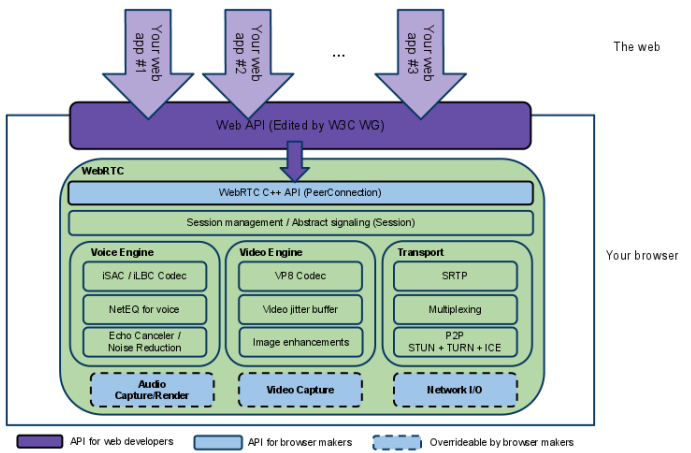 Your web
app #1
Your web
app #2
...
Your web
app #3
The web
Web API (Edited by W3C WG)
WebRTC
WebRTC C++ API (PeerConnection)
Session management / Abstract signaling (Session)
Your browser
Voice Engine
iSAC / iLBC Codec
NetEQ for voice
Echo Canceler /
Noise Reduction
Video Engine
VP8 Codec
Video jitter buffer
Image enhancements
Transport
SRTP
Multiplexing
P2P
STUN + TURN + ICE
Audio
Capture/Render
Video Capture
Network I/O
API for web developers
API for browser makers
Overrideable by browser makers